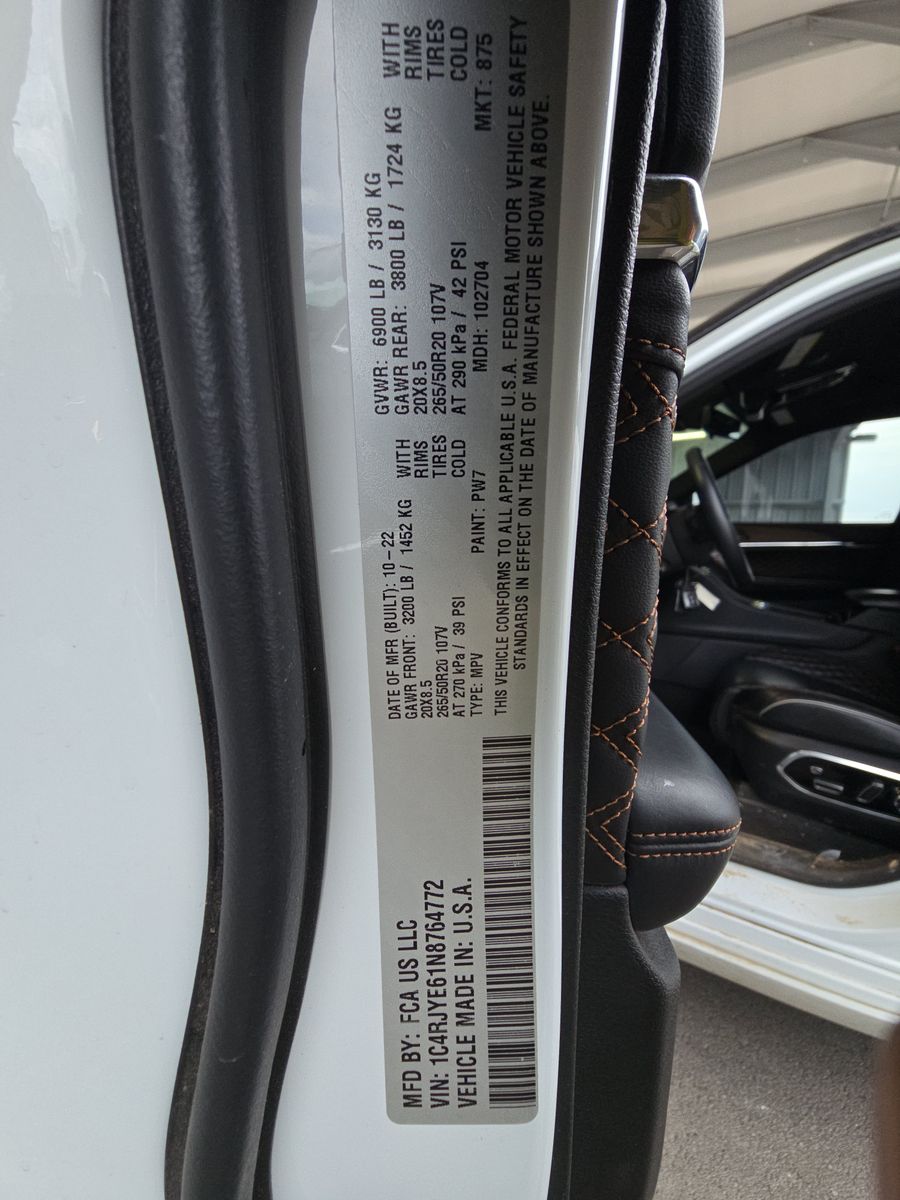 MFD BY: FCA US LLC
VIN: 1C4RJYE61N8764772
VEHICLE MADE IN: U.S.A.
DATE OF MFR (BUILT): 10-22 GVWR: 6900 LB / 3130 KG
GAWR FRONT: 3200 LB / 1452 KG WITH GAWR REAR: 3800 LB / 1724 KG WITH
20X8.5 RIMS 20X8.5 RIMS
265/50R20 107V TIRES 265/50R20 107V TIRES
AT 270 kPa / 39 PSI COLD AT 290 kPa / 42 PSI COLD
TYPE: MPV PAINT: PW7 MDH: 102704 MKT: 875
THIS VEHICLE CONFORMS TO ALL APPLICABLE U.S.A. FEDERAL MOTOR VEHICLE SAFETY
STANDARDS IN EFFECT ON THE DATE OF MANUFACTURE SHOWN ABOVE.